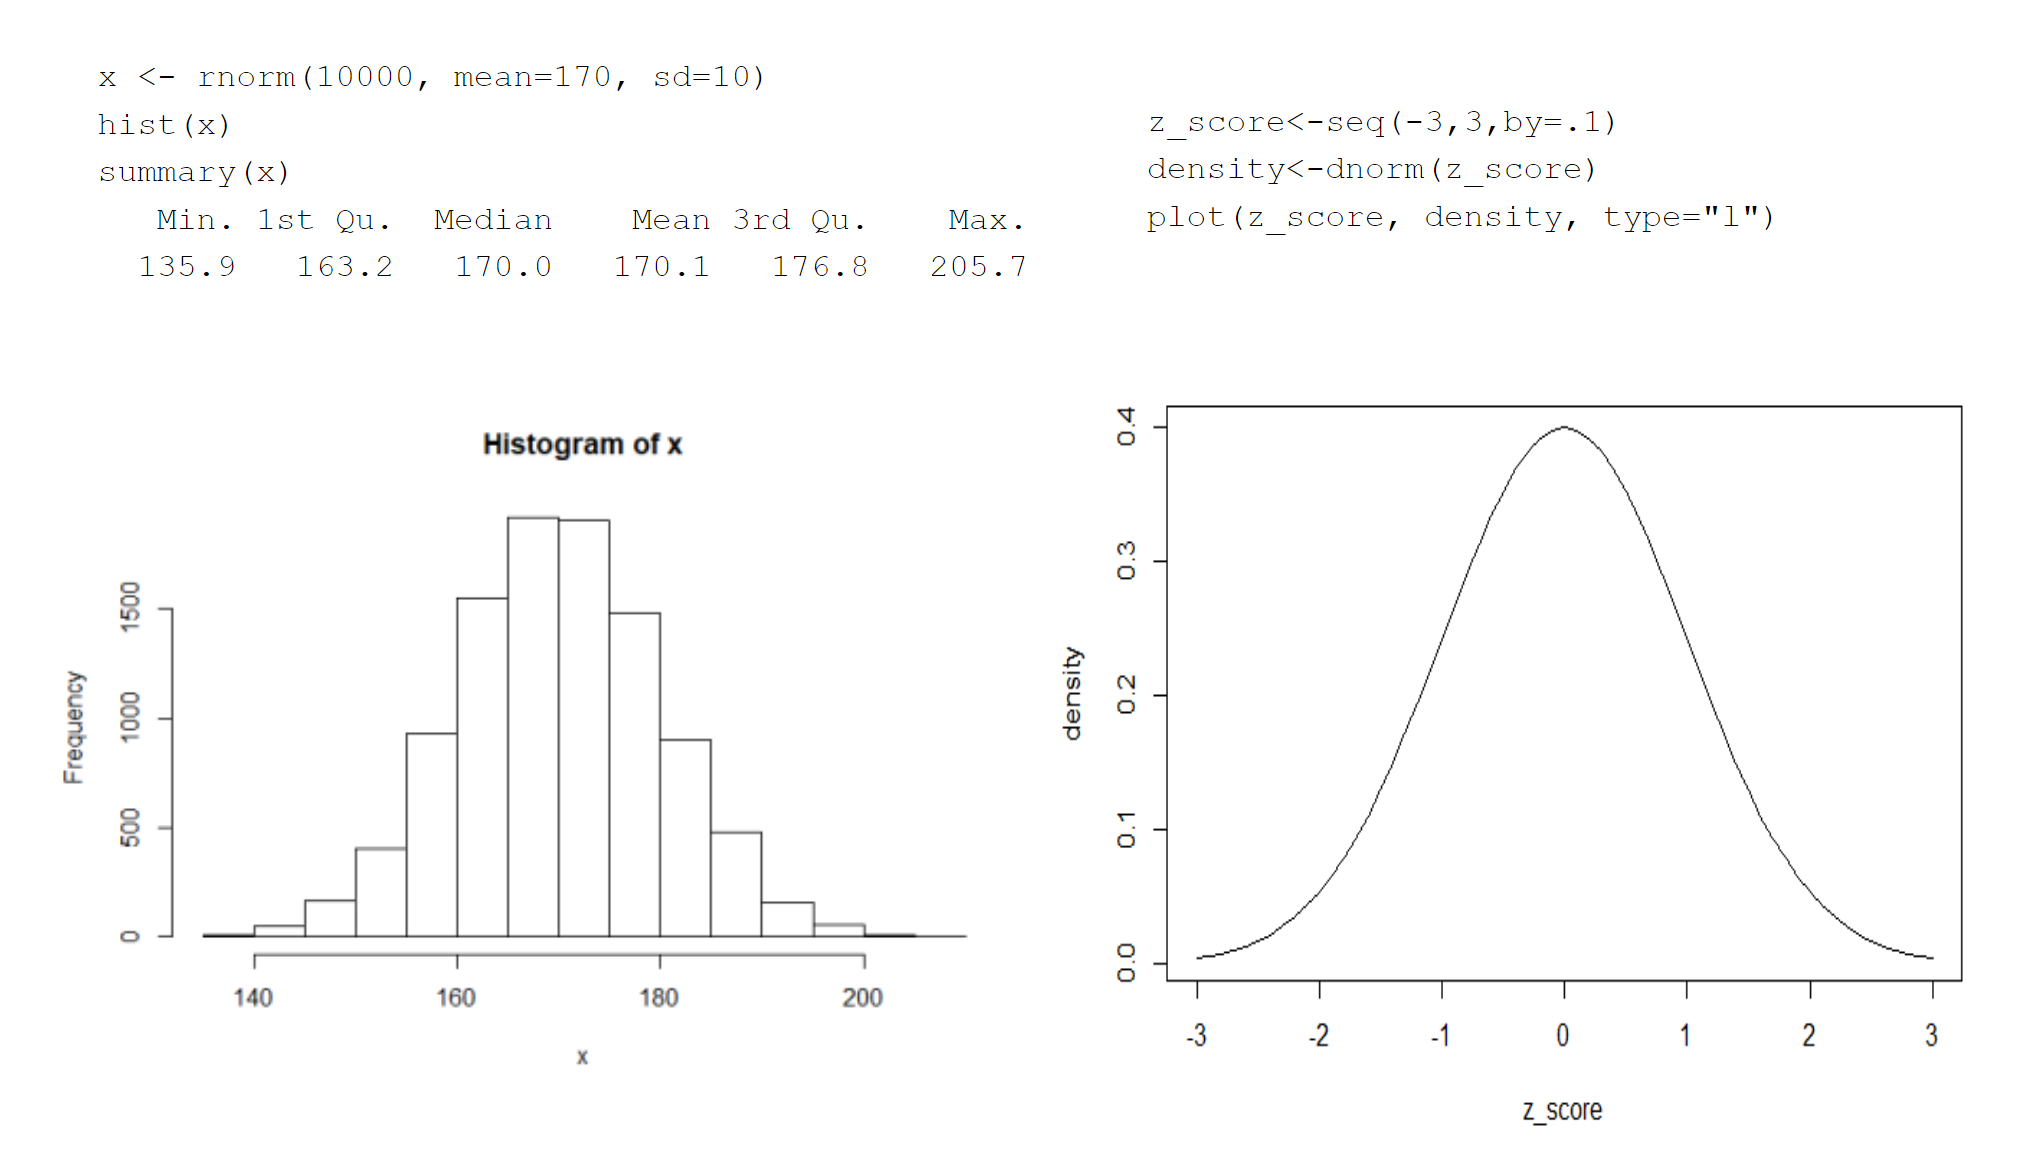 x <- rnorm(10000, mean=170, sd=10)
hist(x)
summary(x)
Min. 1st Qu. Median Mean 3rd Qu. Max.
135.9 163.2 170.0 170.1 176.8 205.7
z_score<-seq(-3,3,by=.1)
density<-dnorm(z_score)
plot(z_score, density, type="l")
Histogram of x
Frequency
1500
1000
500
0
140 160 180 200
x
density
0.4
0.3
0.2
0.1
0.0
-3 -2 -1 0 1 2 3
z_score